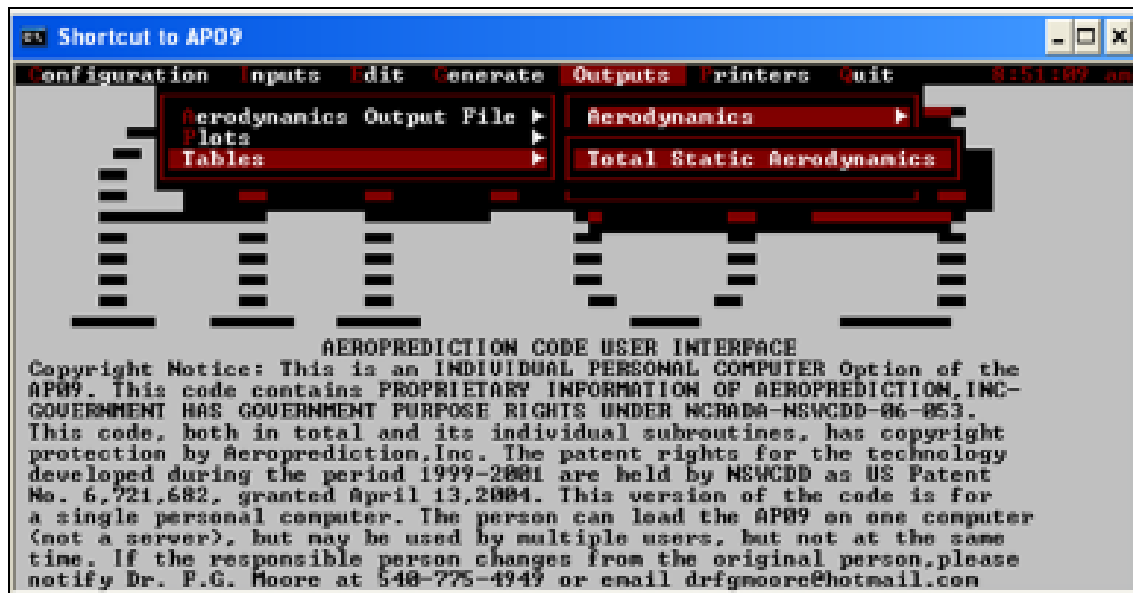 Shortcut to AP09
Configuration Inputs Edit Generate Outputs Printers Quit 8:51:09 am
Aerodynamics Output File Aerodynamics
Plots
Tables Total Static Aerodynamics
AEROPREDICTION CODE USER INTERFACE
Copyright Notice: This is an INDIVIDUAL PERSONAL COMPUTER Option of the
AP09. This code contains PROPRIETARY INFORMATION OF AEROPREDICTION,INC-
GOVERNMENT HAS GOVERNMENT PURPOSE RIGHTS UNDER NCRADA-NSWCDD-06-053.
This code, both in total and its individual subroutines, has copyright
protection by Aeroprediction,Inc. The patent rights for the technology
developed during the period 1999-2001 are held by NSWCDD as US Patent
No. 6,721,682, granted April 13,2004. This version of the code is for
a single personal computer. The person can load the AP09 on one computer
(not a server), but may be used by multiple users, but not at the same
time. If the responsible person changes from the original person,please
notify Dr. F.G. Moore at 540-775-4949 or email drfgmoore@hotmail.com